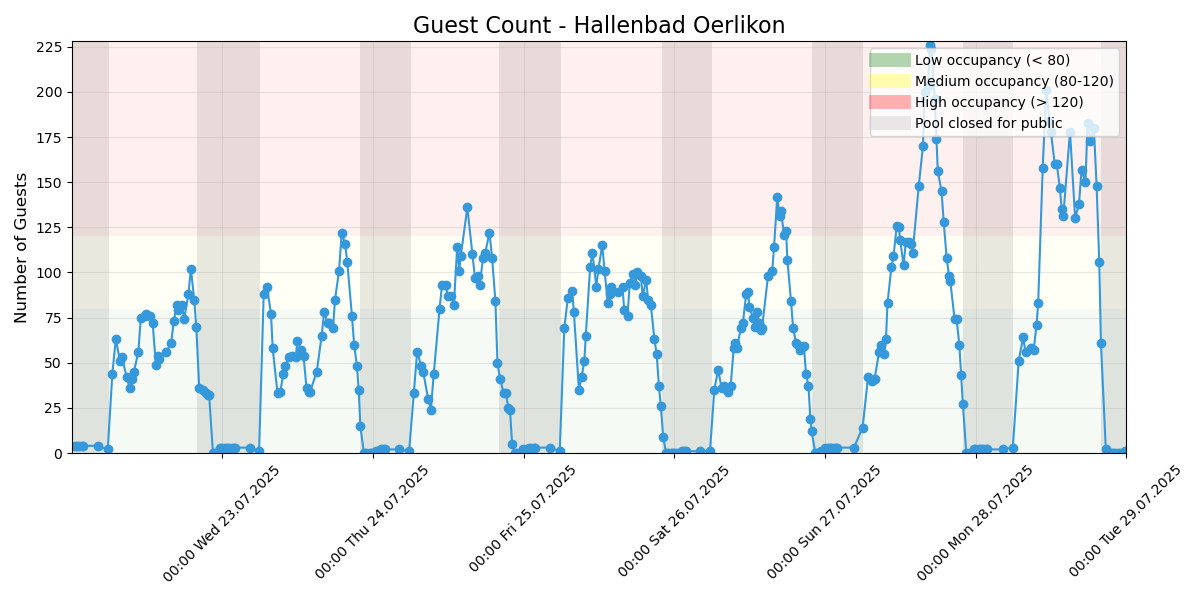 Guest Count - Hallenbad Oerlikon
Number of Guests
225
200
175
150
125
100
75
50
25
0
Low occupancy (< 80)
Medium occupancy (80-120)
High occupancy (> 120)
Pool closed for public
00:00 Wed 23.07.2025
00:00 Thu 24.07.2025
00:00 Fri 25.07.2025
00:00 Sat 26.07.2025
00:00 Sun 27.07.2025
00:00 Mon 28.07.2025
00:00 Tue 29.07.2025